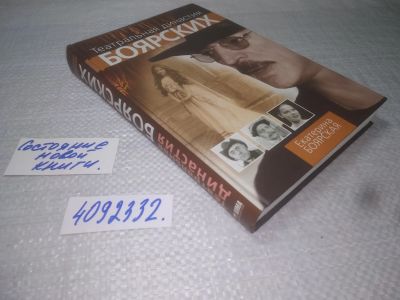 Театральная династия
БОЯРСКИХ
Екатерина
БОЯРСКАЯ
династия БОЯРСКИХ
Состояние
новой
книги.
4092332.